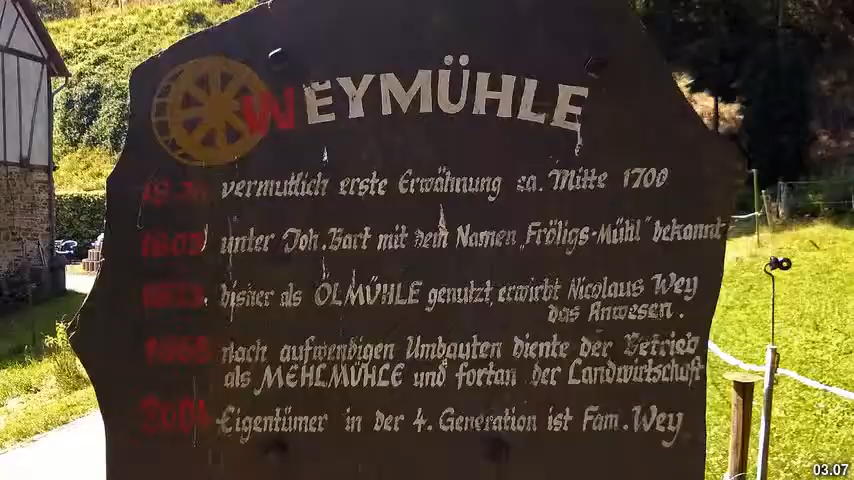 WEYMÜHLE
vermutlich erste Erwähnung ca. Mitte 1700
unter Joh. Bart mit dem Namen „Fröligs-Mühl" bekannt
bisher als ÖLMÜHLE genutzt, erwirbt Nicolaus Wey
das Anwesen.
nach aufwendigen Umbauten diente der Betrieb
als MEHLMÜHLE und fortan der Landwirtschaft
2004 Eigentümer in der 4. Generation ist Fam. Wey
03.07